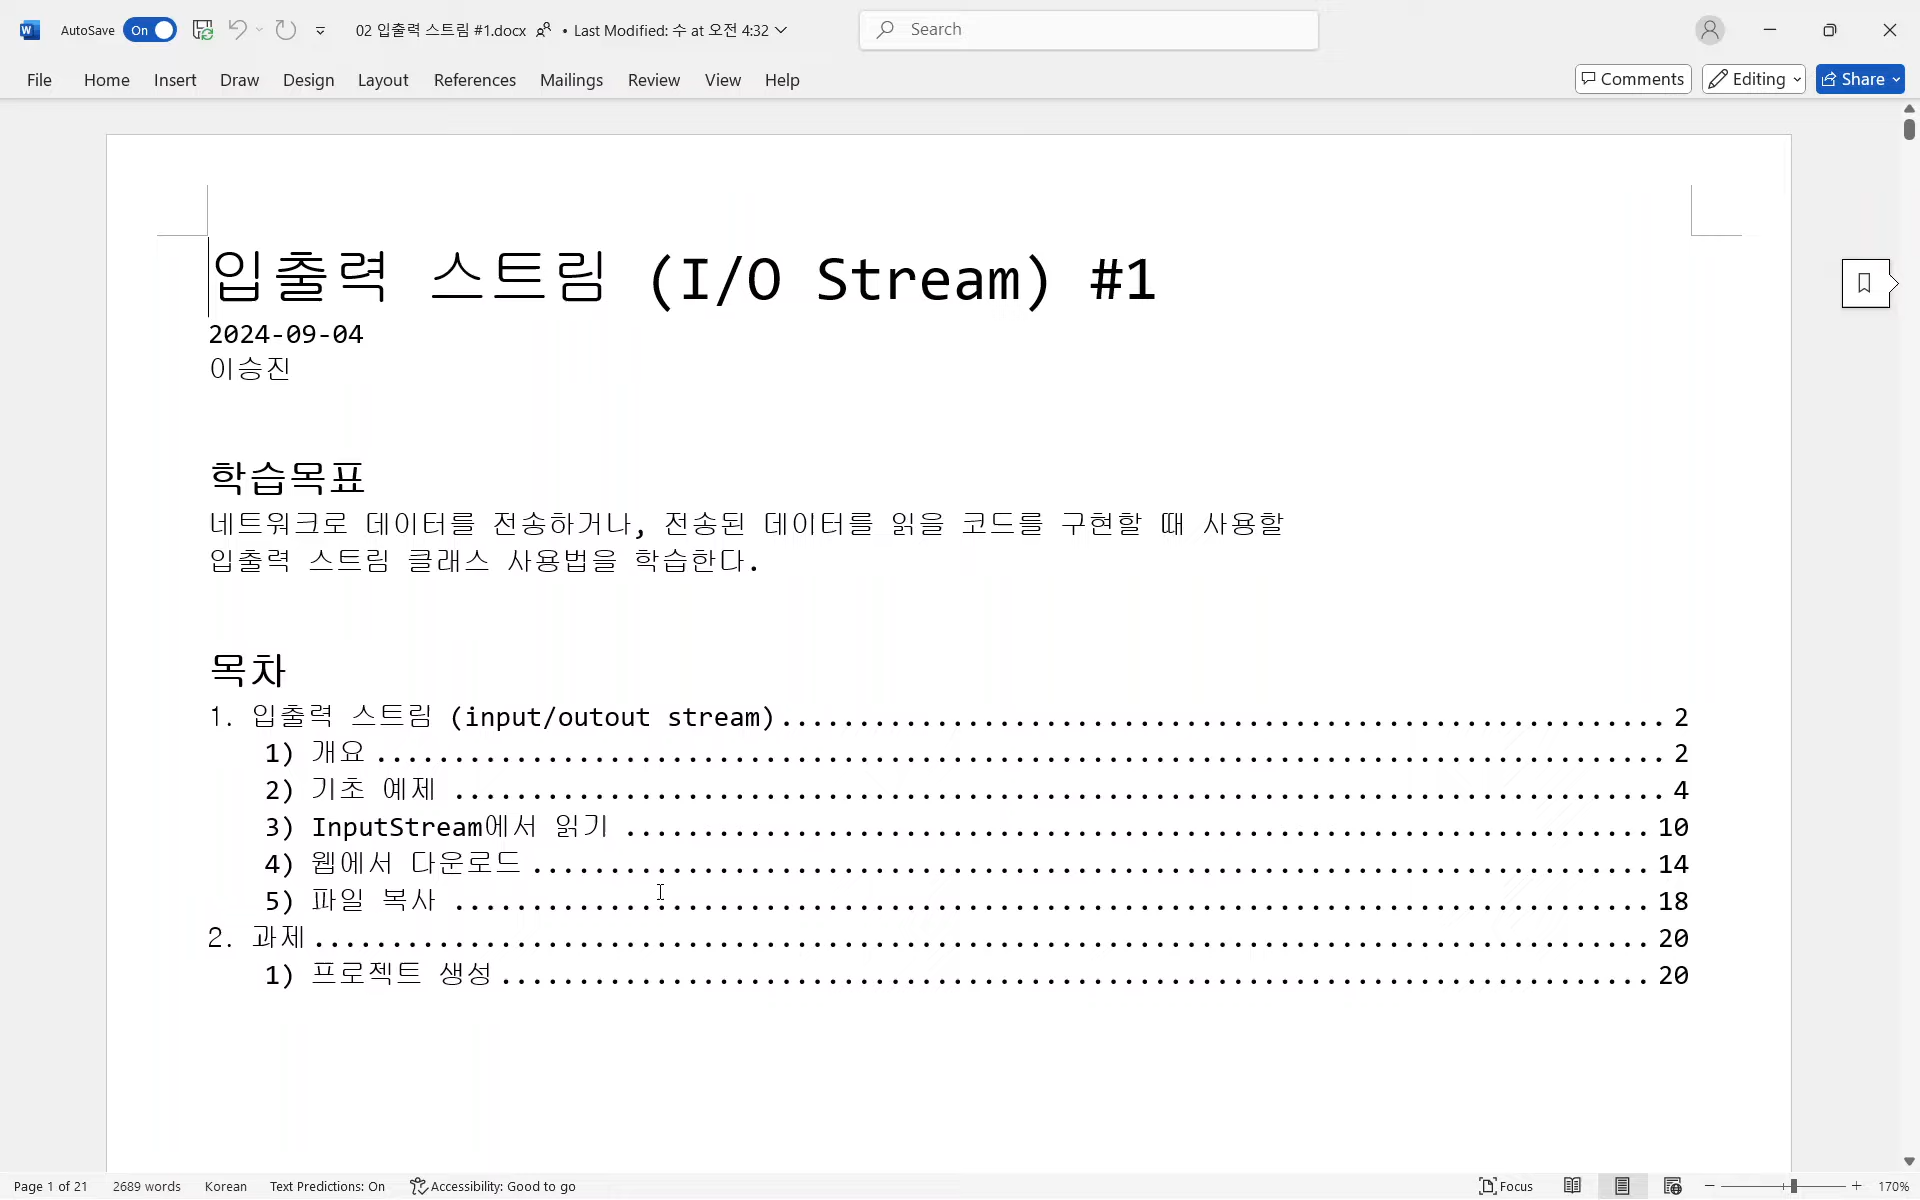 AutoSave On 02 입출력 스트림 #1.docx • Last Modified: 수 at 오전 4:32 Search
File Home Insert Draw Design Layout References Mailings Review View Help Comments Editing Share
입출력 스트림 (I/O Stream) #1
2024-09-04
이승진
학습목표
네트워크로 데이터를 전송하거나, 전송된 데이터를 읽을 코드를 구현할 때 사용할
입출력 스트림 클래스 사용법을 학습한다.
목차
1. 입출력 스트림 (input/outout stream) 2
1) 개요 2
2) 기초 예제 4
3) InputStream에서 읽기 10
4) 웹에서 다운로드 14
5) 파일 복사 18
2. 과제 20
1) 프로젝트 생성 20
Page 1 of 21 2689 words Korean Text Predictions: On Accessibility: Good to go Focus 170%